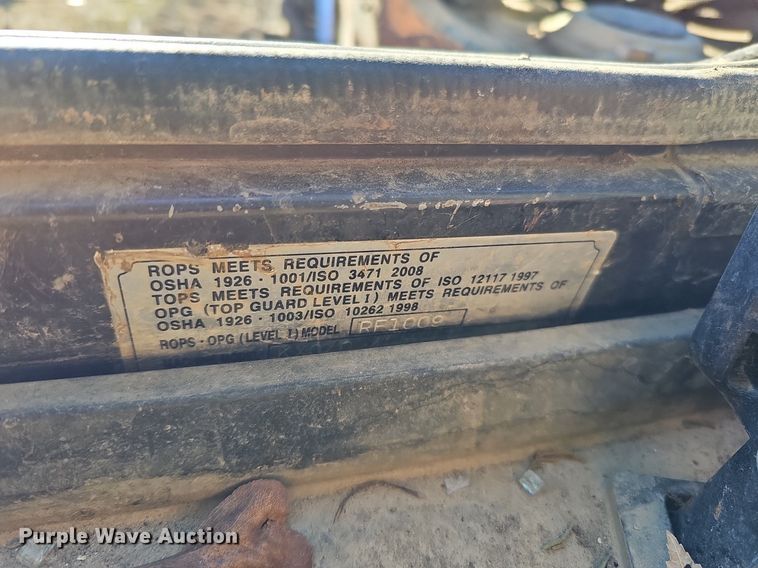 ROPS MEETS REQUIREMENTS OF
OSHA 1926 - 1001/ISO 3471 2008
TOPS MEETS REQUIREMENTS OF ISO 12117 1997
OPG (TOP GUARD LEVEL I) MEETS REQUIREMENTS OF
OSHA 1926 - 1003/ISO 10262 1998
ROPS - OPG (LEVEL I) MODEL RF1009
Purple Wave Auction